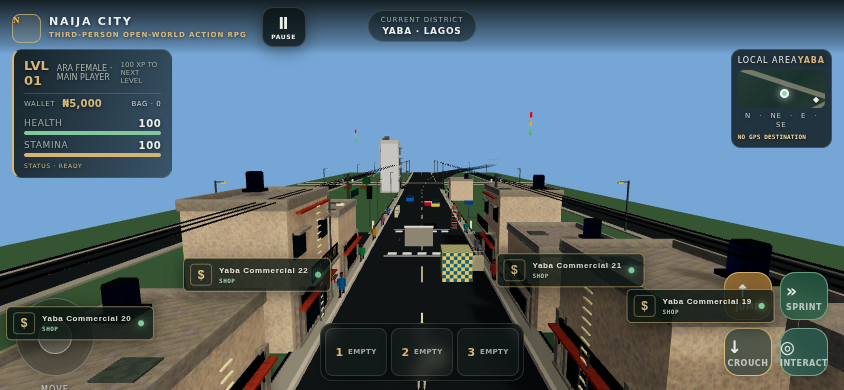 N
NAIJA CITY
THIRD-PERSON OPEN-WORLD ACTION RPG
PAUSE
CURRENT DISTRICT
YABA · LAGOS
LVL 01
ARA FEMALE · MAIN PLAYER
100 XP TO NEXT LEVEL
WALLET ₦5,000 BAG · 0
HEALTH 100
STAMINA 100
STATUS · READY
LOCAL AREA YABA
N · NE · E · SE
NO GPS DESTINATION
$ Yaba Commercial 22
SHOP
$ Yaba Commercial 21
SHOP
$ Yaba Commercial 20
SHOP
$ Yaba Commercial 19
SHOP
SPRINT
CROUCH
INTERACT
1 EMPTY
2 EMPTY
3 EMPTY
MOVE